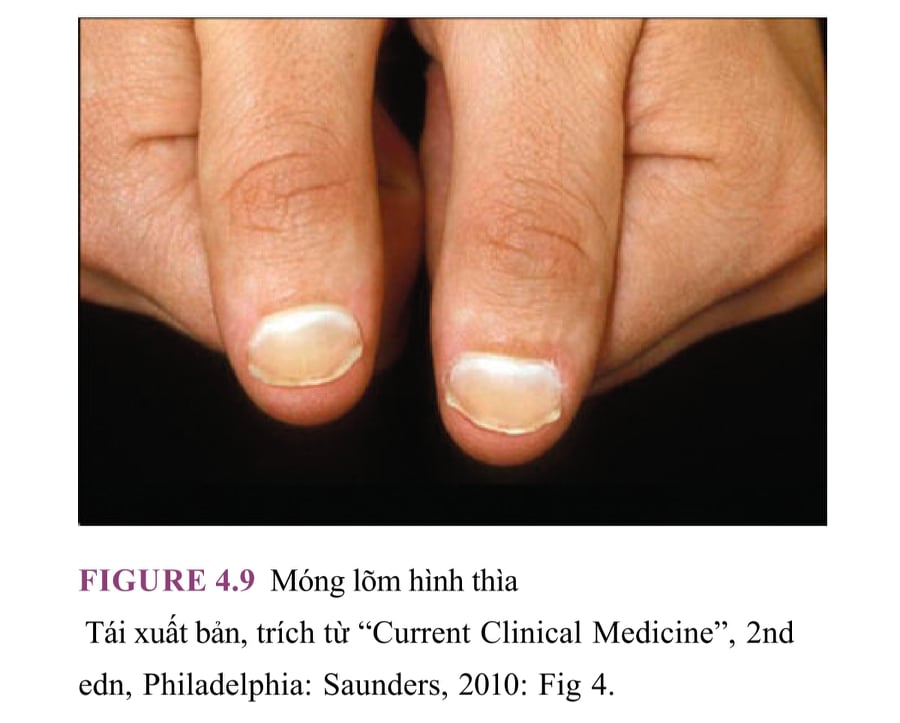 FIGURE 4.9 Móng lõm hình thìa
Tái xuất bản, trích từ “Current Clinical Medicine”, 2nd
edn, Philadelphia: Saunders, 2010: Fig 4.